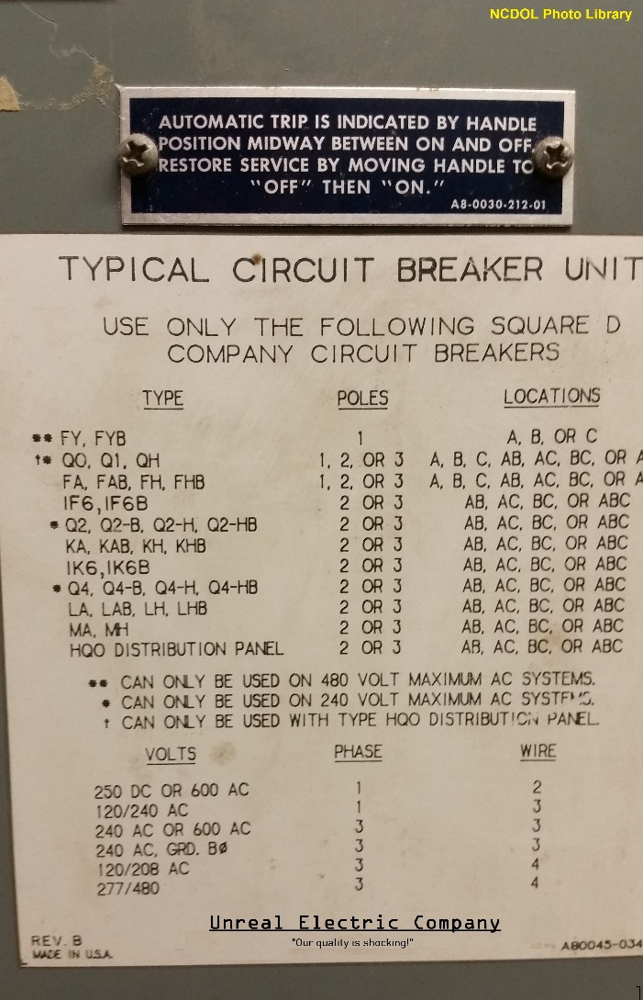 NCDOL Photo Library
AUTOMATIC TRIP IS INDICATED BY HANDLE
POSITION MIDWAY BETWEEN ON AND OFF.
RESTORE SERVICE BY MOVING HANDLE TO
"OFF" THEN "ON."
A8-0030-212-01
TYPICAL CIRCUIT BREAKER UNIT
USE ONLY THE FOLLOWING SQUARE D
COMPANY CIRCUIT BREAKERS
TYPE POLES LOCATIONS
** FY, FYB 1 A, B, OR C
†* QO, Q1, QH 1, 2, OR 3 A, B, C, AB, AC, BC, OR A
FA, FAB, FH, FHB 1, 2, OR 3 A, B, C, AB, AC, BC, OR A
IF6,IF6B 2 OR 3 AB, AC, BC, OR ABC
* Q2, Q2-B, Q2-H, Q2-HB 2 OR 3 AB, AC, BC, OR ABC
KA, KAB, KH, KHB 2 OR 3 AB, AC, BC, OR ABC
IK6,IK6B 2 OR 3 AB, AC, BC, OR ABC
* Q4, Q4-B, Q4-H, Q4-HB 2 OR 3 AB, AC, BC, OR ABC
LA, LAB, LH, LHB 2 OR 3 AB, AC, BC, OR ABC
MA, MH 2 OR 3 AB, AC, BC, OR ABC
HQO DISTRIBUTION PANEL 2 OR 3 AB, AC, BC, OR ABC
** CAN ONLY BE USED ON 480 VOLT MAXIMUM AC SYSTEMS.
* CAN ONLY BE USED ON 240 VOLT MAXIMUM AC SYSTEMS.
† CAN ONLY BE USED WITH TYPE HQO DISTRIBUTION PANEL.
VOLTS PHASE WIRE
250 DC OR 600 AC 1 2
120/240 AC 1 3
240 AC OR 600 AC 3 3
240 AC, GRD. BØ 3 3
120/208 AC 3 4
277/480 3 4
Unreal Electric Company
"Our quality is shocking!"
REV. B
MADE IN U.S.A.
A80045-034